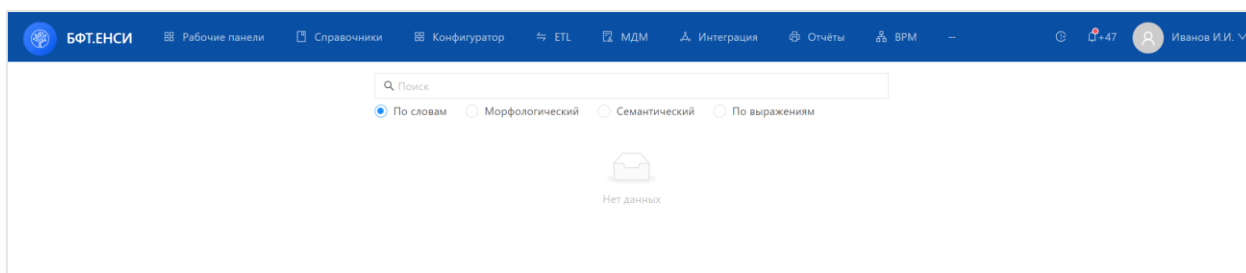 БФТ.ЕНСИ Рабочие панели Справочники Конфигуратор ETL МДМ Интеграция Отчёты BPM ... +47 Иванов И.И.
Поиск
По словам Морфологический Семантический По выражениям
Нет данных